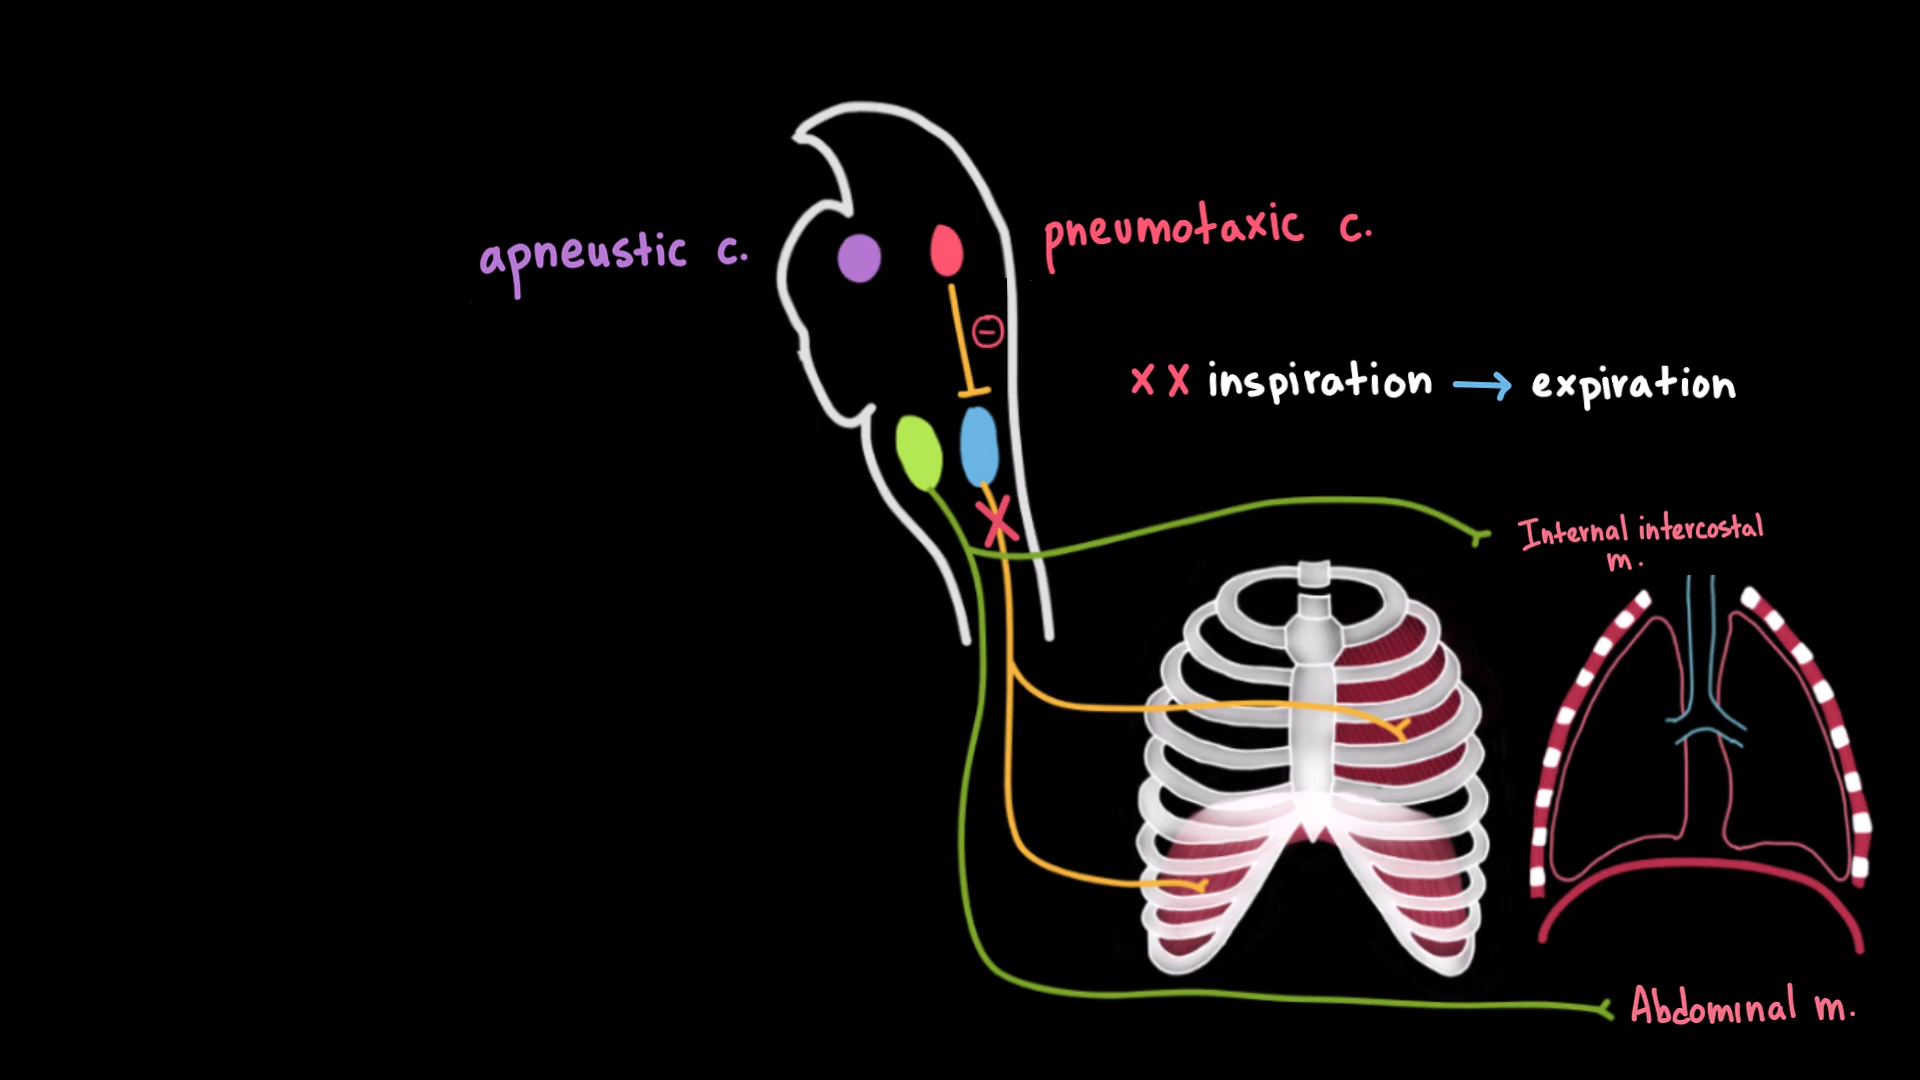 apneustic c.
pneumotaxic c.
⊖
x x inspiration → expiration
Internal intercostal
m.
Abdominal m.